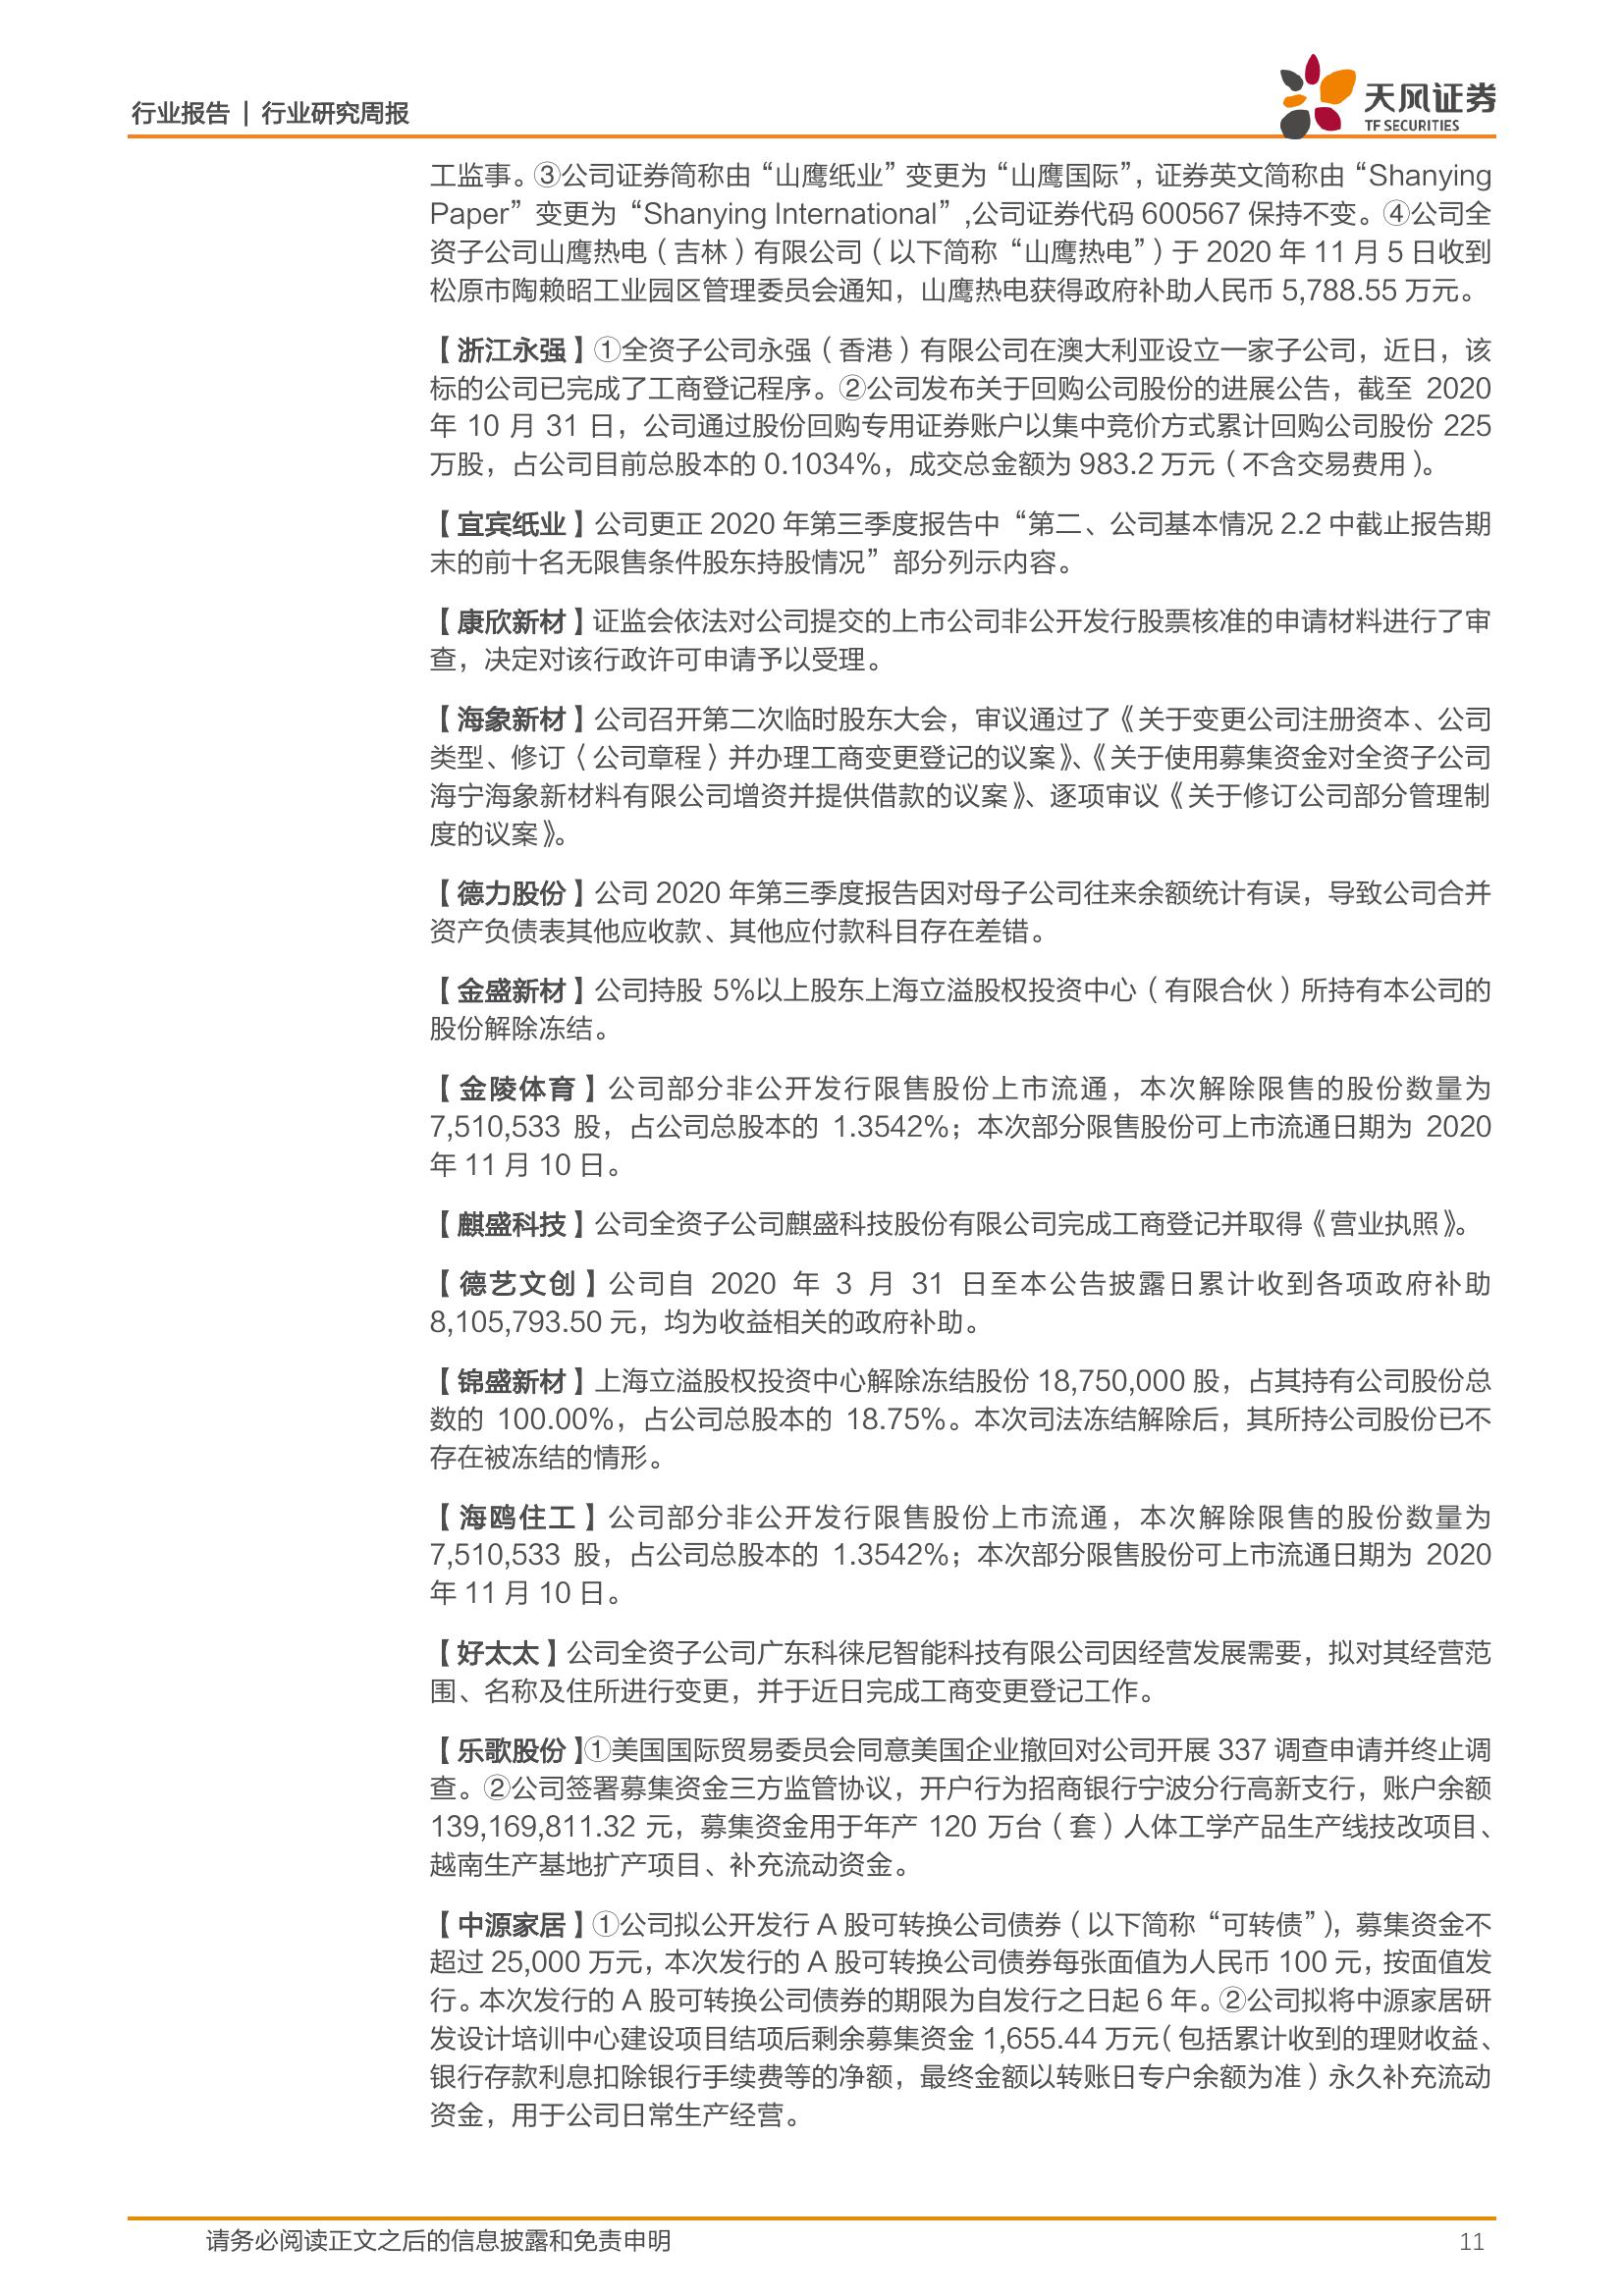 行业报告 | 行业研究周报
天风证券
TF SECURITIES
工监事。③公司证券简称由“山鹰纸业”变更为“山鹰国际”，证券英文简称由“Shanying
Paper”变更为“Shanying International”,公司证券代码 600567 保持不变。④公司全
资子公司山鹰热电（吉林）有限公司（以下简称“山鹰热电”）于 2020 年 11 月 5 日收到
松原市陶赖昭工业园区管理委员会通知，山鹰热电获得政府补助人民币 5,788.55 万元。
【浙江永强】①全资子公司永强（香港）有限公司在澳大利亚设立一家子公司，近日，该
标的公司已完成了工商登记程序。②公司发布关于回购公司股份的进展公告，截至 2020
年 10 月 31 日，公司通过股份回购专用证券账户以集中竞价方式累计回购公司股份 225
万股，占公司目前总股本的 0.1034%，成交总金额为 983.2 万元（不含交易费用）。
【宜宾纸业】公司更正 2020 年第三季度报告中“第二、公司基本情况 2.2 中截止报告期
末的前十名无限售条件股东持股情况”部分列示内容。
【康欣新材】证监会依法对公司提交的上市公司非公开发行股票核准的申请材料进行了审
查，决定对该行政许可申请予以受理。
【海象新材】公司召开第二次临时股东大会，审议通过了《关于变更公司注册资本、公司
类型、修订〈公司章程〉并办理工商变更登记的议案》、《关于使用募集资金对全资子公司
海宁海象新材料有限公司增资并提供借款的议案》、逐项审议《关于修订公司部分管理制
度的议案》。
【德力股份】公司 2020 年第三季度报告因对母子公司往来余额统计有误，导致公司合并
资产负债表其他应收款、其他应付款科目存在差错。
【金盛新材】公司持股 5%以上股东上海立溢股权投资中心（有限合伙）所持有本公司的
股份解除冻结。
【金陵体育】公司部分非公开发行限售股份上市流通，本次解除限售的股份数量为
7,510,533 股，占公司总股本的 1.3542%；本次部分限售股份可上市流通日期为 2020
年 11 月 10 日。
【麒盛科技】公司全资子公司麒盛科技股份有限公司完成工商登记并取得《营业执照》。
【德艺文创】公司自 2020 年 3 月 31 日至本公告披露日累计收到各项政府补助
8,105,793.50 元，均为收益相关的政府补助。
【锦盛新材】上海立溢股权投资中心解除冻结股份 18,750,000 股，占其持有公司股份总
数的 100.00%，占公司总股本的 18.75%。本次司法冻结解除后，其所持公司股份已不
存在被冻结的情形。
【海鸥住工】公司部分非公开发行限售股份上市流通，本次解除限售的股份数量为
7,510,533 股，占公司总股本的 1.3542%；本次部分限售股份可上市流通日期为 2020
年 11 月 10 日。
【好太太】公司全资子公司广东科徕尼智能科技有限公司因经营发展需要，拟对其经营范
围、名称及住所进行变更，并于近日完成工商变更登记工作。
【乐歌股份】①美国国际贸易委员会同意美国企业撤回对公司开展 337 调查申请并终止调
查。②公司签署募集资金三方监管协议，开户行为招商银行宁波分行高新支行，账户余额
139,169,811.32 元，募集资金用于年产 120 万台（套）人体工学产品生产线技改项目、
越南生产基地扩产项目、补充流动资金。
【中源家居】①公司拟公开发行 A 股可转换公司债券（以下简称“可转债”），募集资金不
超过 25,000 万元，本次发行的 A 股可转换公司债券每张面值为人民币 100 元，按面值发
行。本次发行的 A 股可转换公司债券的期限为自发行之日起 6 年。②公司拟将中源家居研
发设计培训中心建设项目结项后剩余募集资金 1,655.44 万元（包括累计收到的理财收益、
银行存款利息扣除银行手续费等的净额，最终金额以转账日专户余额为准）永久补充流动
资金，用于公司日常生产经营。
请务必阅读正文之后的信息披露和免责申明
11